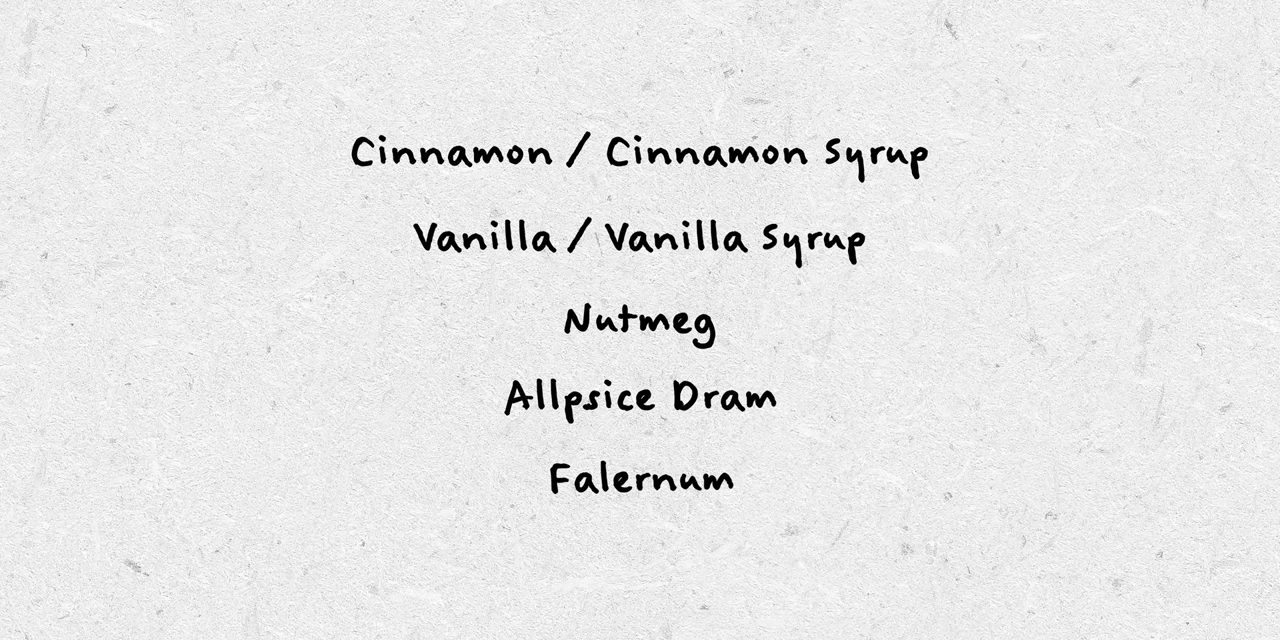 Cinnamon / Cinnamon Syrup
Vanilla / Vanilla Syrup
Nutmeg
Allpsice Dram
Falernum